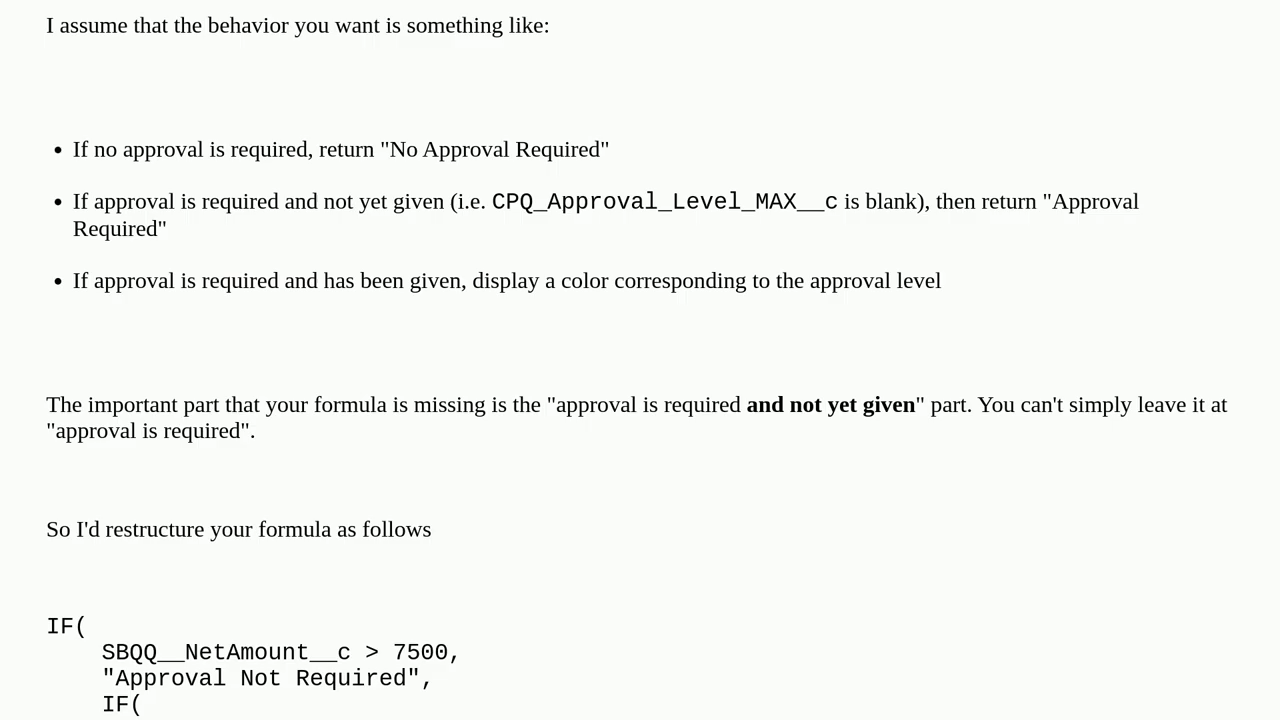 I assume that the behavior you want is something like:
• If no approval is required, return "No Approval Required"
• If approval is required and not yet given (i.e. CPQ_Approval_Level_MAX__c is blank), then return "Approval
Required"
• If approval is required and has been given, display a color corresponding to the approval level
The important part that your formula is missing is the "approval is required and not yet given" part. You can't simply leave it at
"approval is required".
So I'd restructure your formula as follows
IF(
    SBQQ__NetAmount__c > 7500,
    "Approval Not Required",
    IF(